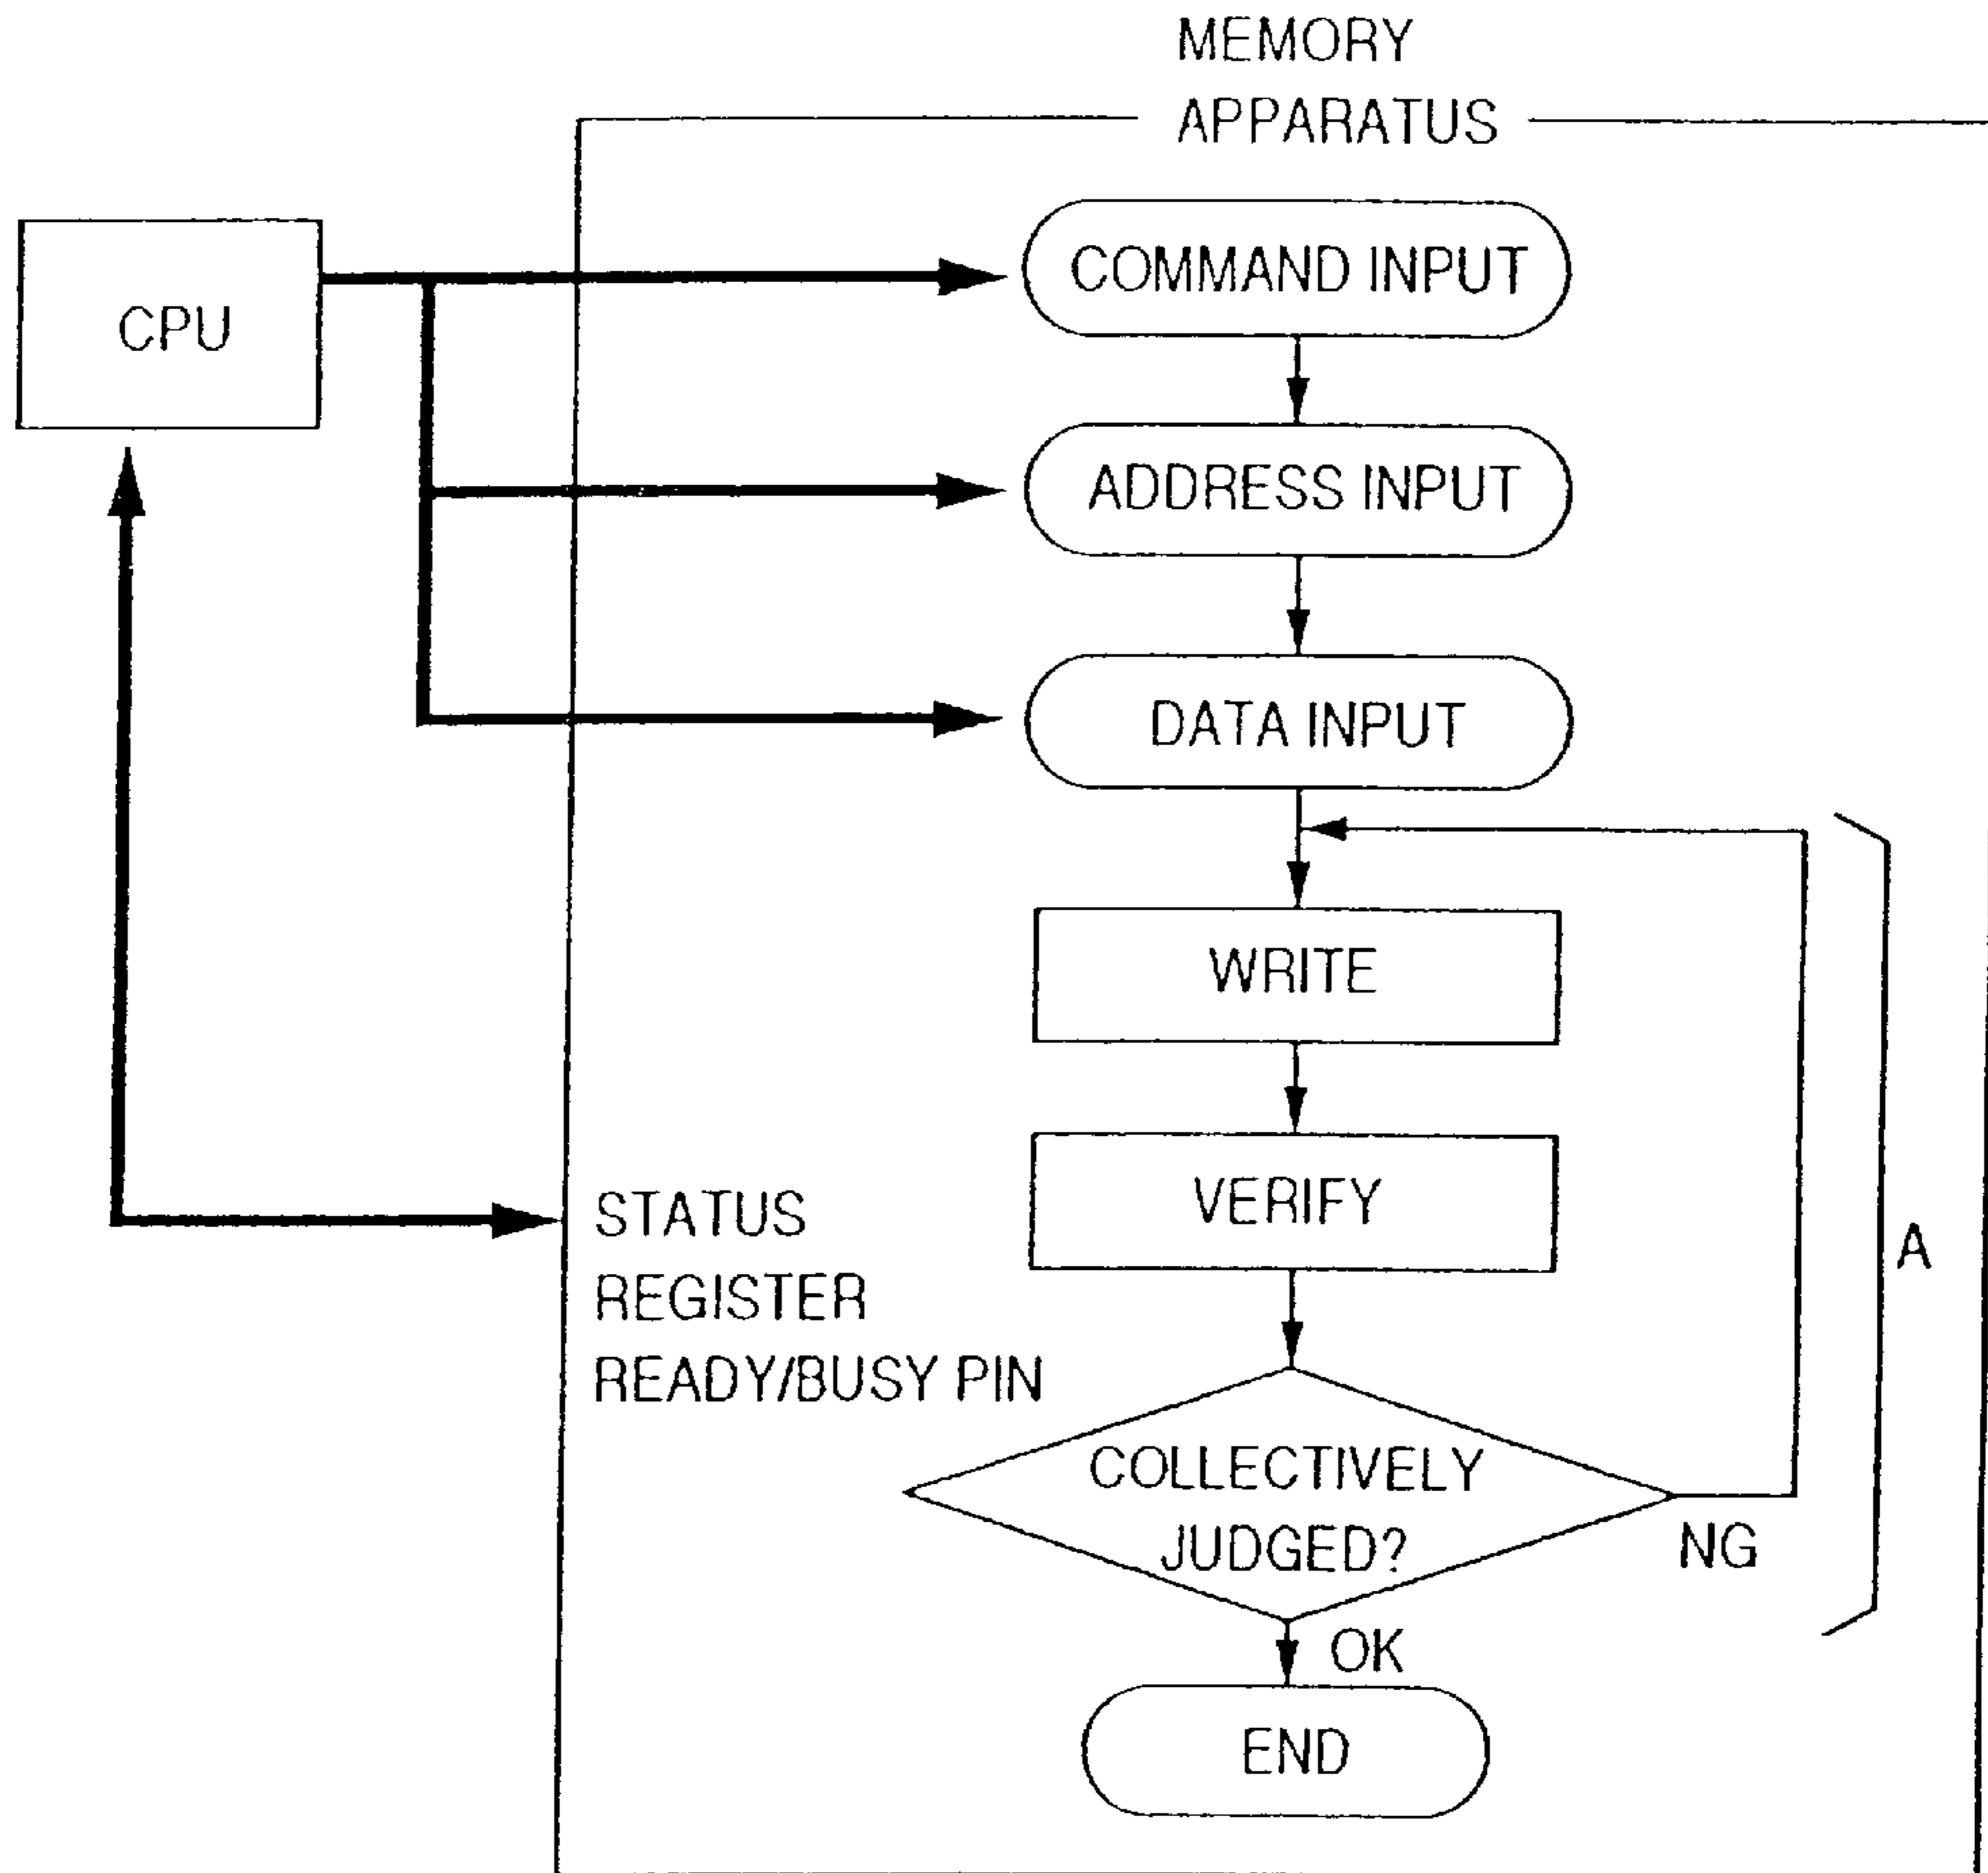 MEMORY
APPARATUS
CPU
COMMAND INPUT
ADDRESS INPUT
DATA INPUT
WRITE
VERIFY
A
STATUS
REGISTER
READY/BUSY PIN
COLLECTIVELY
JUDGED?
NG
OK
END